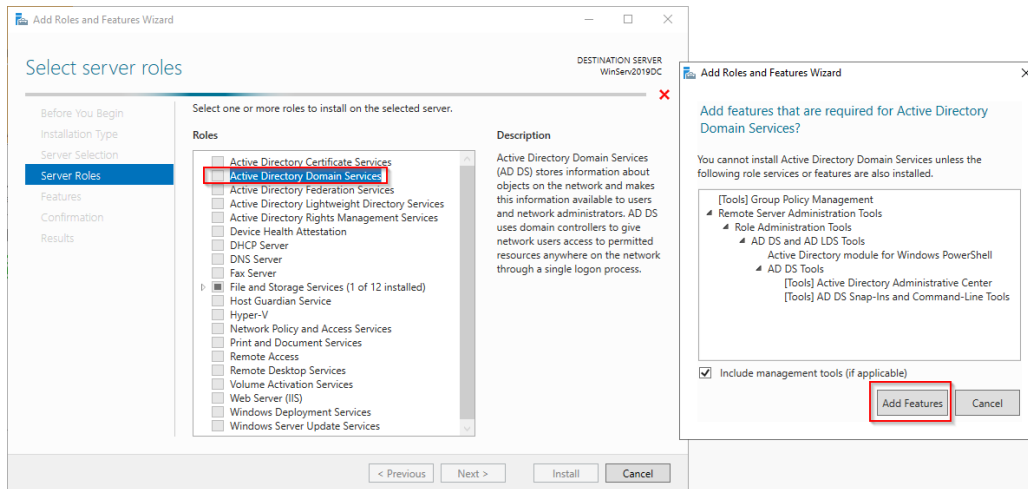 Add Roles and Features Wizard
Select server roles
DESTINATION SERVER
WinServ2019DC
Before You Begin
Installation Type
Server Selection
Server Roles
Features
Confirmation
Results
Select one or more roles to install on the selected server.
Roles
Active Directory Certificate Services
Active Directory Domain Services
Active Directory Federation Services
Active Directory Lightweight Directory Services
Active Directory Rights Management Services
Device Health Attestation
DHCP Server
DNS Server
Fax Server
File and Storage Services (1 of 12 installed)
Host Guardian Service
Hyper-V
Network Policy and Access Services
Print and Document Services
Remote Access
Remote Desktop Services
Volume Activation Services
Web Server (IIS)
Windows Deployment Services
Windows Server Update Services
Description
Active Directory Domain Services
(AD DS) stores information about
objects on the network and makes
this information available to users
and network administrators. AD DS
uses domain controllers to give
network users access to permitted
resources anywhere on the network
through a single logon process.
< Previous
Next >
Install
Cancel
Add Roles and Features Wizard
Add features that are required for Active Directory
Domain Services?
You cannot install Active Directory Domain Services unless the
following role services or features are also installed.
[Tools] Group Policy Management
Remote Server Administration Tools
Role Administration Tools
AD DS and AD LDS Tools
Active Directory module for Windows PowerShell
AD DS Tools
[Tools] Active Directory Administrative Center
[Tools] AD DS Snap-Ins and Command-Line Tools
Include management tools (if applicable)
Add Features
Cancel